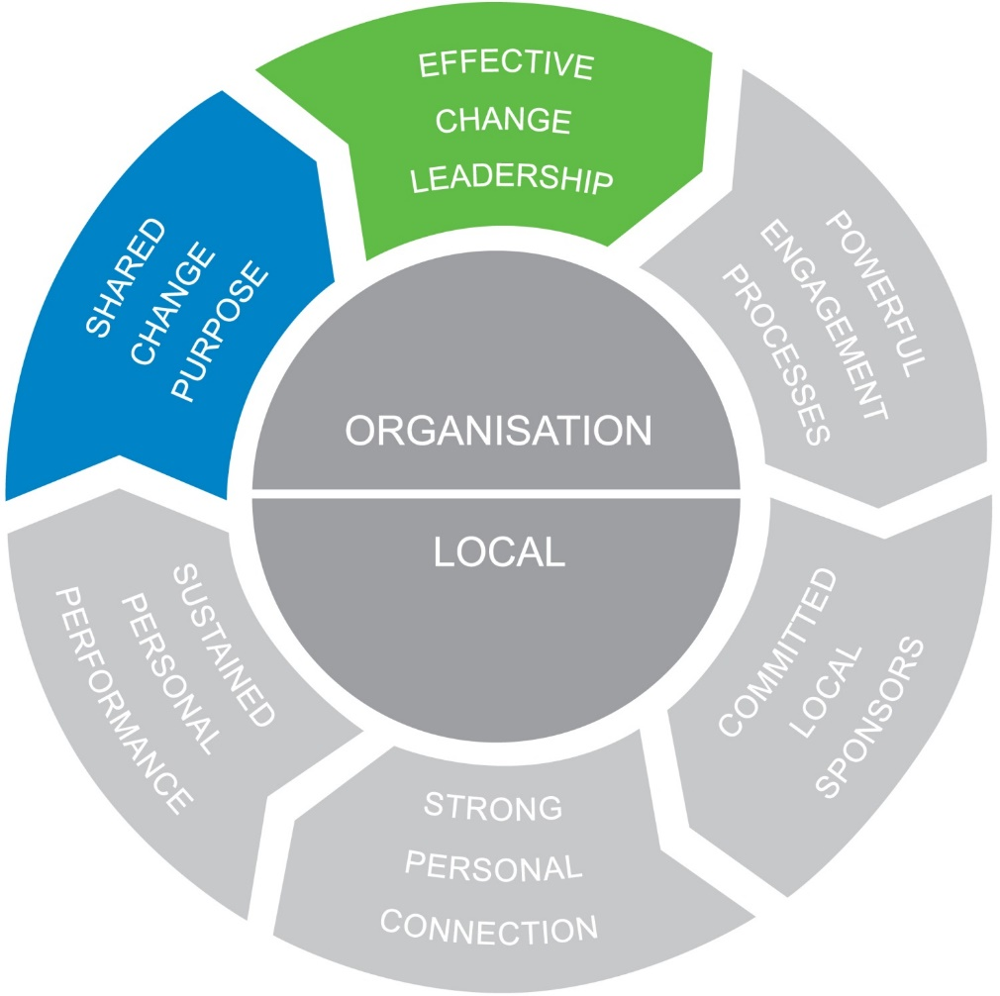 EFFECTIVE
CHANGE
LEADERSHIP
POWERFUL
ENGAGEMENT
PROCESSES
COMMITTED
LOCAL
SPONSORS
STRONG
PERSONAL
CONNECTION
SUSTAINED
PERSONAL
PERFORMANCE
SHARED
CHANGE
PURPOSE
ORGANISATION
LOCAL